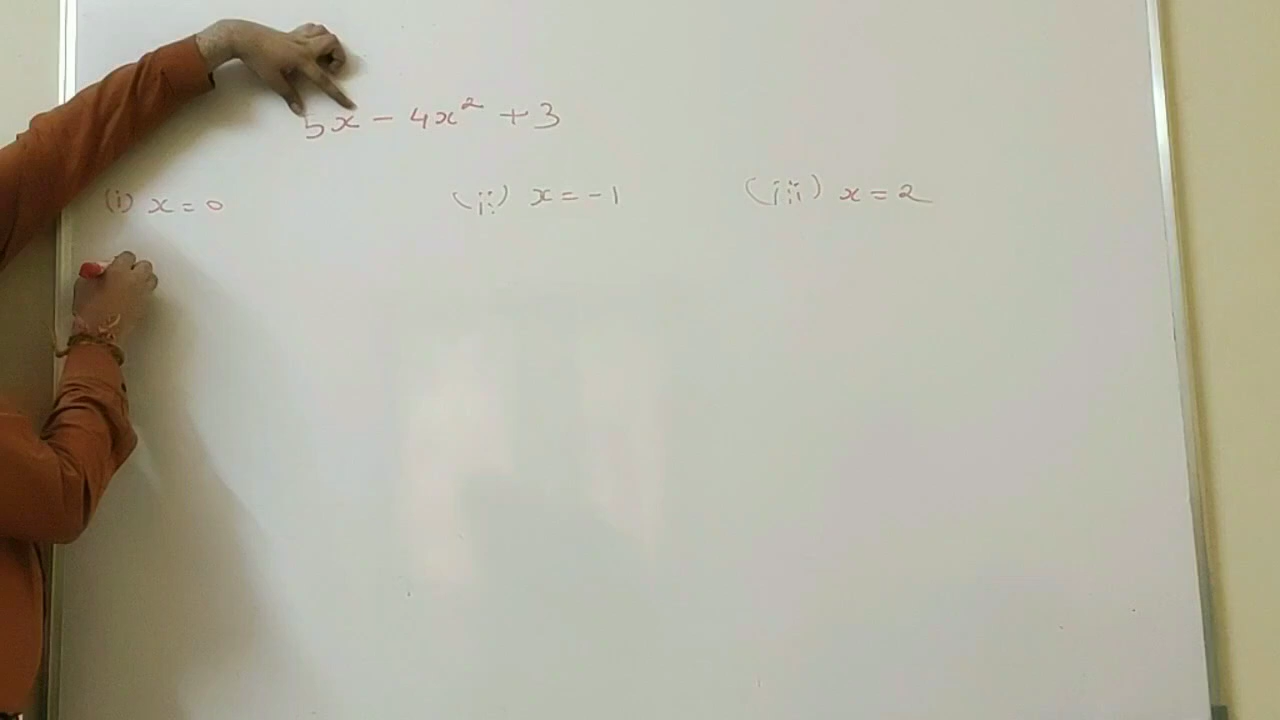 5x - 4x² + 3
(i) x = 0 (ii) x = -1 (iii) x = 2